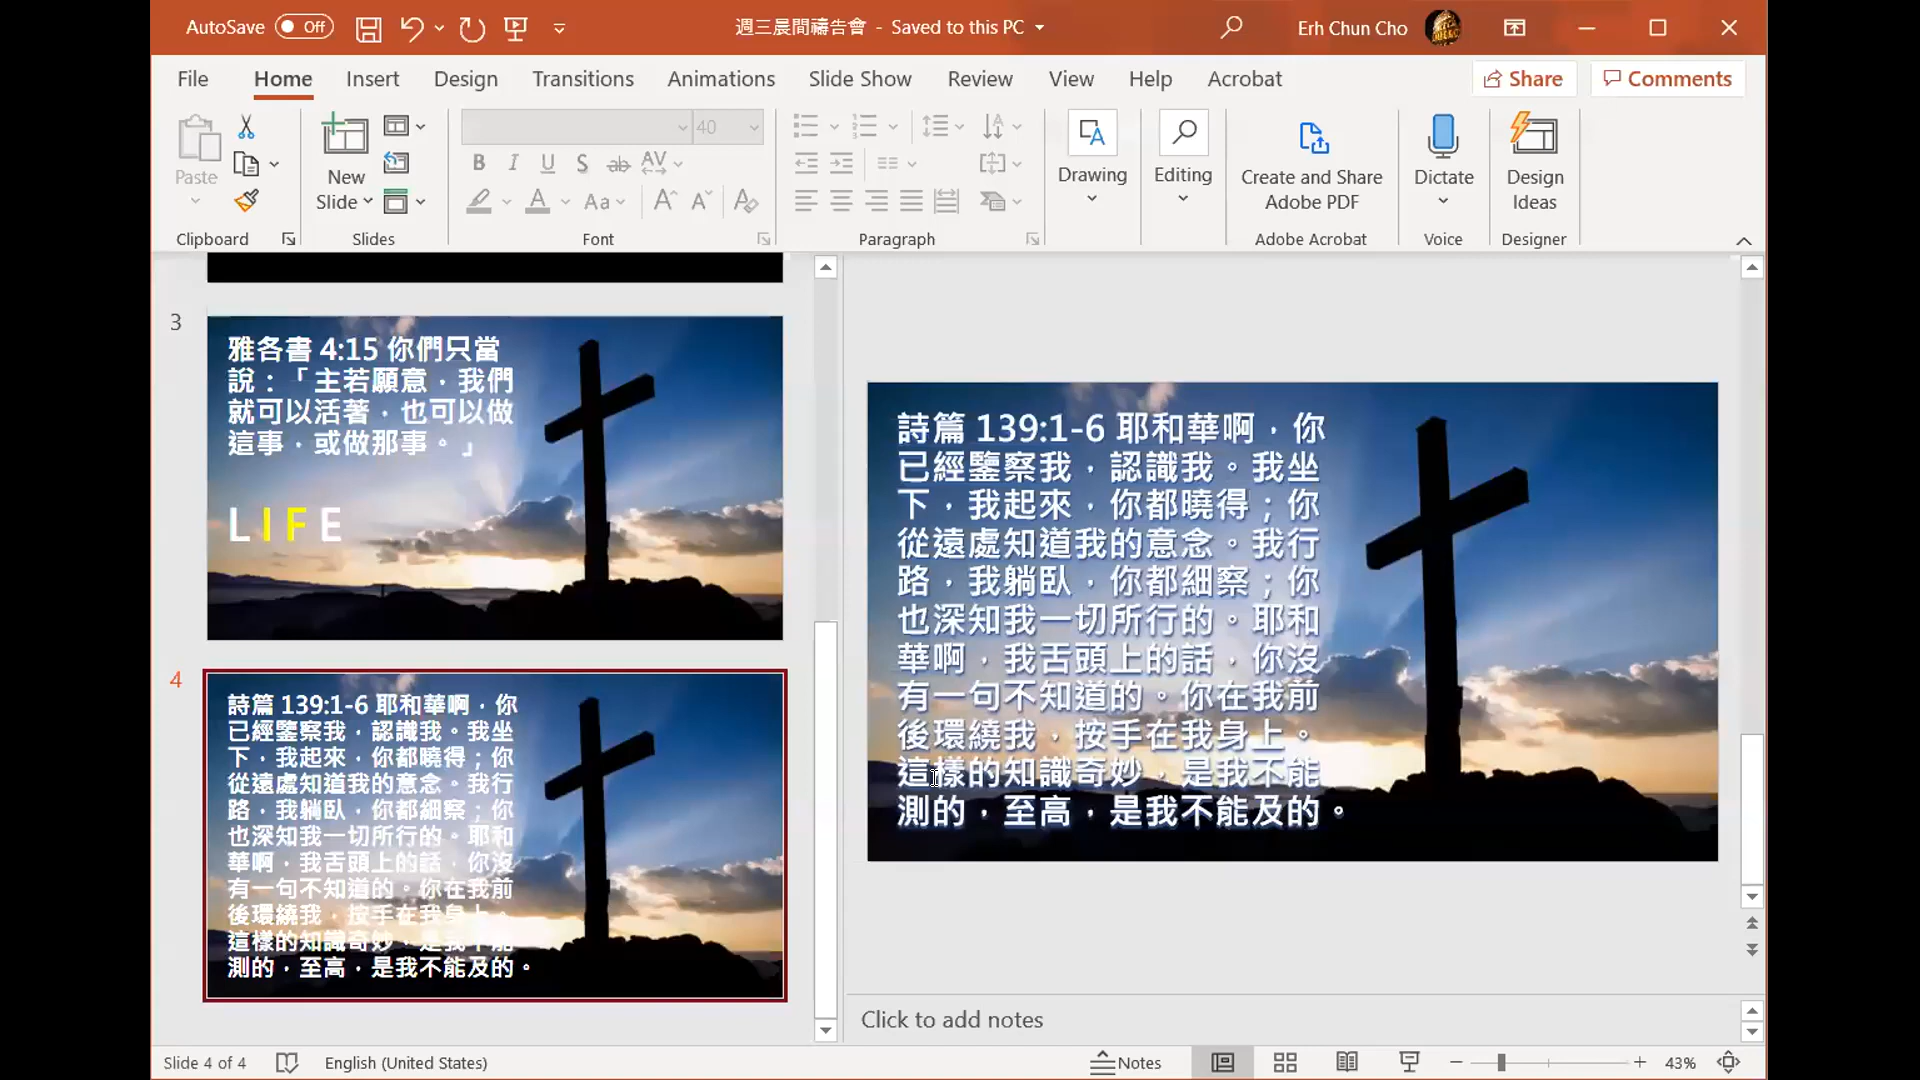 AutoSave Off
週三晨間禱告會 - Saved to this PC
Erh Chun Cho
File Home Insert Design Transitions Animations Slide Show Review View Help Acrobat Share Comments
Paste
New Slide
40
Drawing
Editing
Create and Share Adobe PDF
Dictate
Design Ideas
Clipboard Slides Font Paragraph Adobe Acrobat Voice Designer
3
雅各書 4:15 你們只當
說：「主若願意，我們
就可以活著，也可以做
這事，或做那事。」
LIFE
4
詩篇 139:1-6 耶和華啊，你
已經鑒察我，認識我。我坐
下，我起來，你都曉得；你
從遠處知道我的意念。我行
路，我躺臥，你都細察；你
也深知我一切所行的。耶和
華啊，我舌頭上的話，你沒
有一句不知道的。你在我前
後環繞我，按手在我身上。
這樣的知識奇妙，是我不能
測的，至高，是我不能及的。
詩篇 139:1-6 耶和華啊，你
已經鑒察我，認識我。我坐
下，我起來，你都曉得；你
從遠處知道我的意念。我行
路，我躺臥，你都細察；你
也深知我一切所行的。耶和
華啊，我舌頭上的話，你沒
有一句不知道的。你在我前
後環繞我，按手在我身上。
這樣的知識奇妙，是我不能
測的，至高，是我不能及的。
Click to add notes
Slide 4 of 4 English (United States) Notes 43%